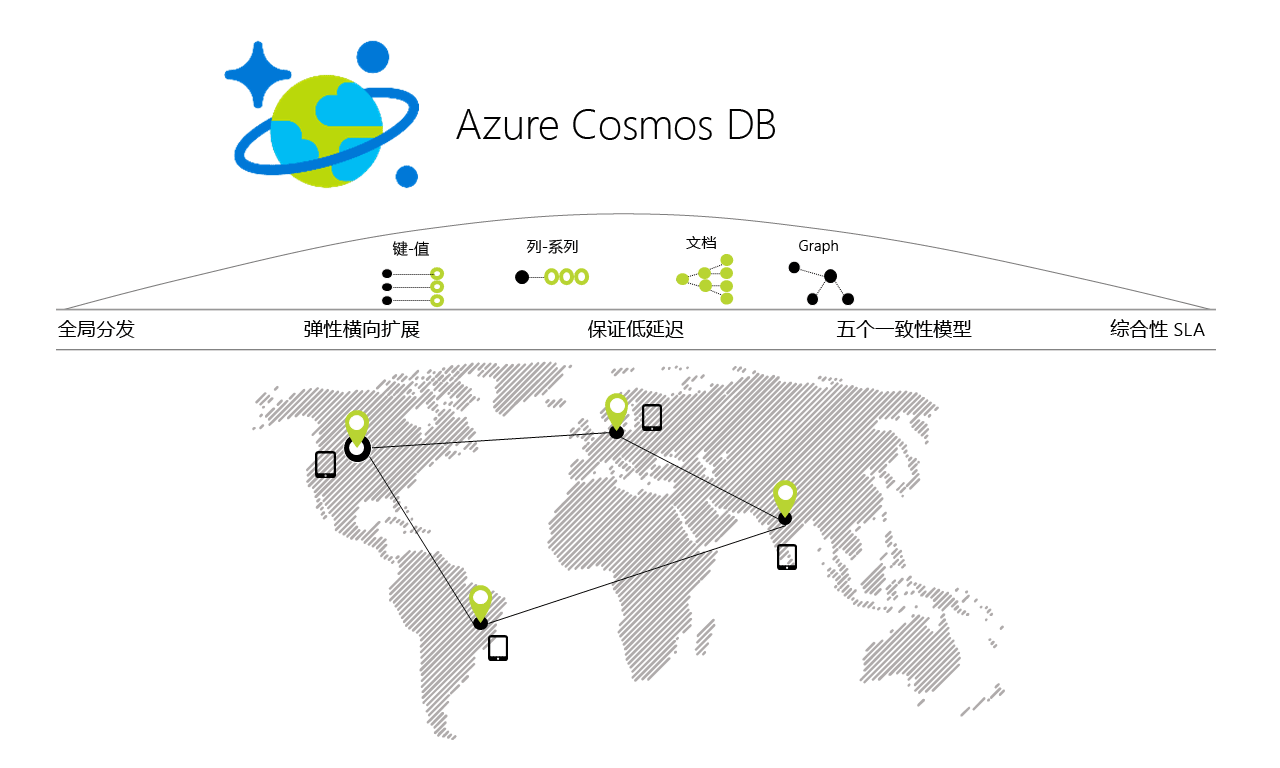 Azure Cosmos DB
键-值
列-系列
文档
Graph
全局分发
弹性横向扩展
保证低延迟
五个一致性模型
综合性 SLA